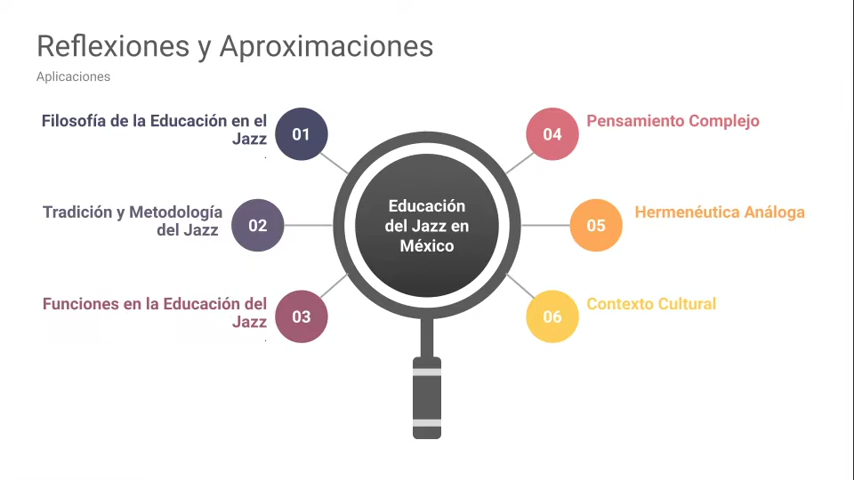 Reflexiones y Aproximaciones
Aplicaciones
Filosofía de la Educación en el
Jazz
.
01
Tradición y Metodología
del Jazz
02
Funciones en la Educación del
Jazz
.
03
Educación
del Jazz en
México
04
Pensamiento Complejo
05
Hermenéutica Análoga
06
Contexto Cultural